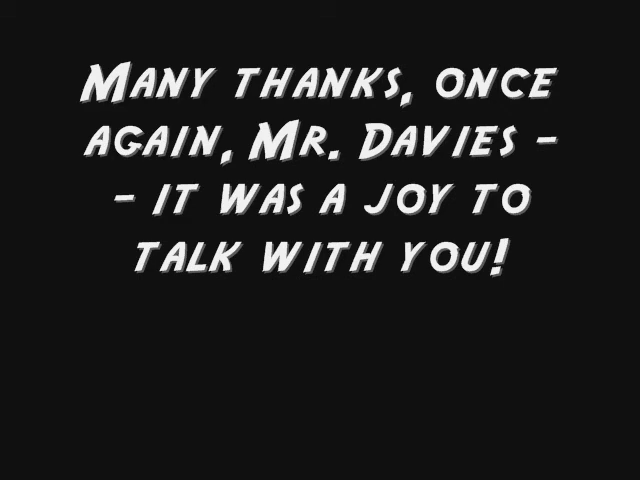 Many thanks, once
again, Mr. Davies -
- it was a joy to
talk with you!